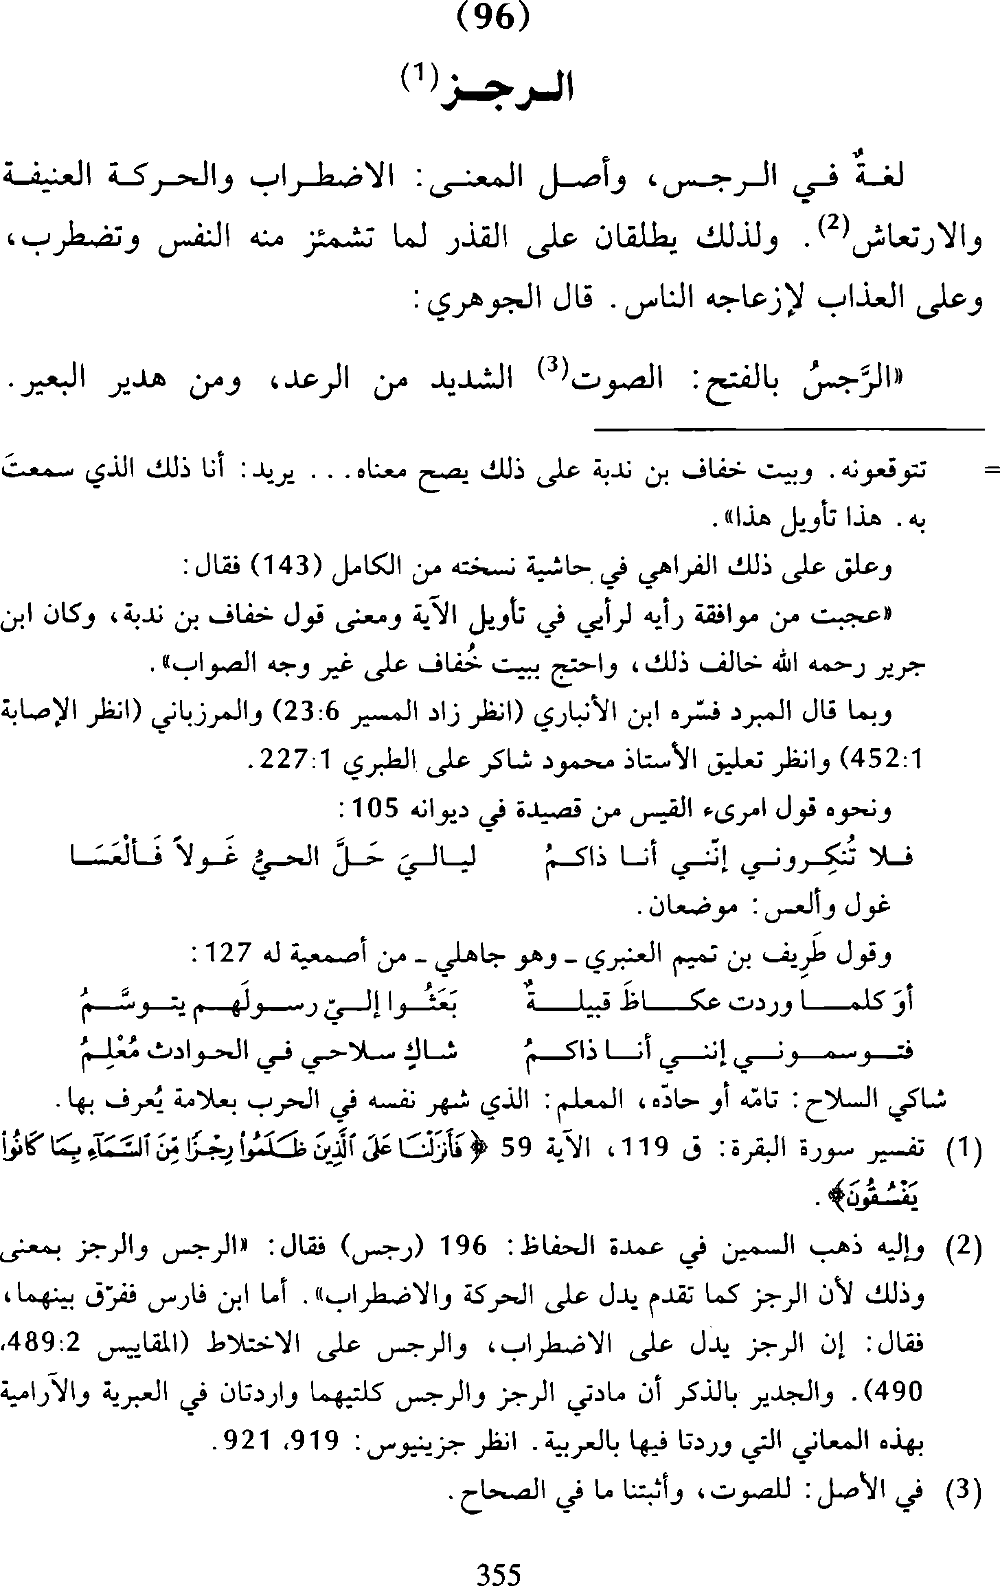 (96)
الـرجـز(1)
لغةٌ في الرجس، وأصل المعنى: الاضطراب والحركة العنيفة
والارتعاش(2). ولذلك يطلقان على القذر لما تشمئز منه النفس وتضطرب،
وعلى العذاب لإزعاجه الناس. قال الجوهري:
«الرَّجسُ بالفتح: الصوت(3) الشديد من الرعد، ومن هدير البعير.
= تتوقعونه. وبيت خفاف بن ندبة على ذلك يصح معناه... يريد: أنا ذلك الذي سمعتَ
به. هذا تأويل هذا».
وعلق على ذلك الفراهي في حاشية نسخته من الكامل (143) فقال:
«عجبت من موافقة رأيه لرأيي في تأويل الآية ومعنى قول خفاف بن ندبة، وكان ابن
جرير رحمه الله خالف ذلك، واحتج ببيت خُفاف على غير وجه الصواب».
وبما قال المبرد فسّره ابن الأنباري (انظر زاد المسير 23:6) والمرزباني (انظر الإصابة
452:1) وانظر تعليق الأستاذ محمود شاكر على الطبري 227:1.
ونحوه قول امرىء القيس من قصيدة في ديوانه 105:
فلا تُنكِروني إنّني أنا ذاكمُ ليالي حَلَّ الحيُّ غَولاً فَألْعَسَا
غول وألعس: موضعان.
وقول طَرِيف بن تميم العنبري - وهو جاهلي - من أصمعية له 127:
أوَ كلما وردت عكاظَ قبيلةٌ بَعَثُوا إليّ رسولَهم يتوسَّمُ
فتوسموني إنني أنا ذاكمُ شاكٍ سلاحي في الحوادث مُعْلِمُ
شاكي السلاح: تامّه أو حادّه، المعلم: الذي شهر نفسه في الحرب بعلامة يُعرف بها.
(1) تفسير سورة البقرة: ق 119، الآية 59 ﴿فَأَنزَلْنَا عَلَى ٱلَّذِينَ ظَلَمُوا۟ رِجْزًا مِّنَ ٱلسَّمَآءِ بِمَا كَانُوا۟
يَفْسُقُونَ﴾.
(2) وإليه ذهب السمين في عمدة الحفاظ: 196 (رجس) فقال: «الرجس والرجز بمعنى
وذلك لأن الرجز كما تقدم يدل على الحركة والاضطراب». أما ابن فارس ففرّق بينهما،
فقال: إن الرجز يدل على الاضطراب، والرجس على الاختلاط (المقاييس 489:2،
490). والجدير بالذكر أن مادتي الرجز والرجس كلتيهما واردتان في العبرية والآرامية
بهذه المعاني التي وردتا فيها بالعربية. انظر جزينيوس: 919، 921.
(3) في الأصل: للصوت، وأثبتنا ما في الصحاح.
355